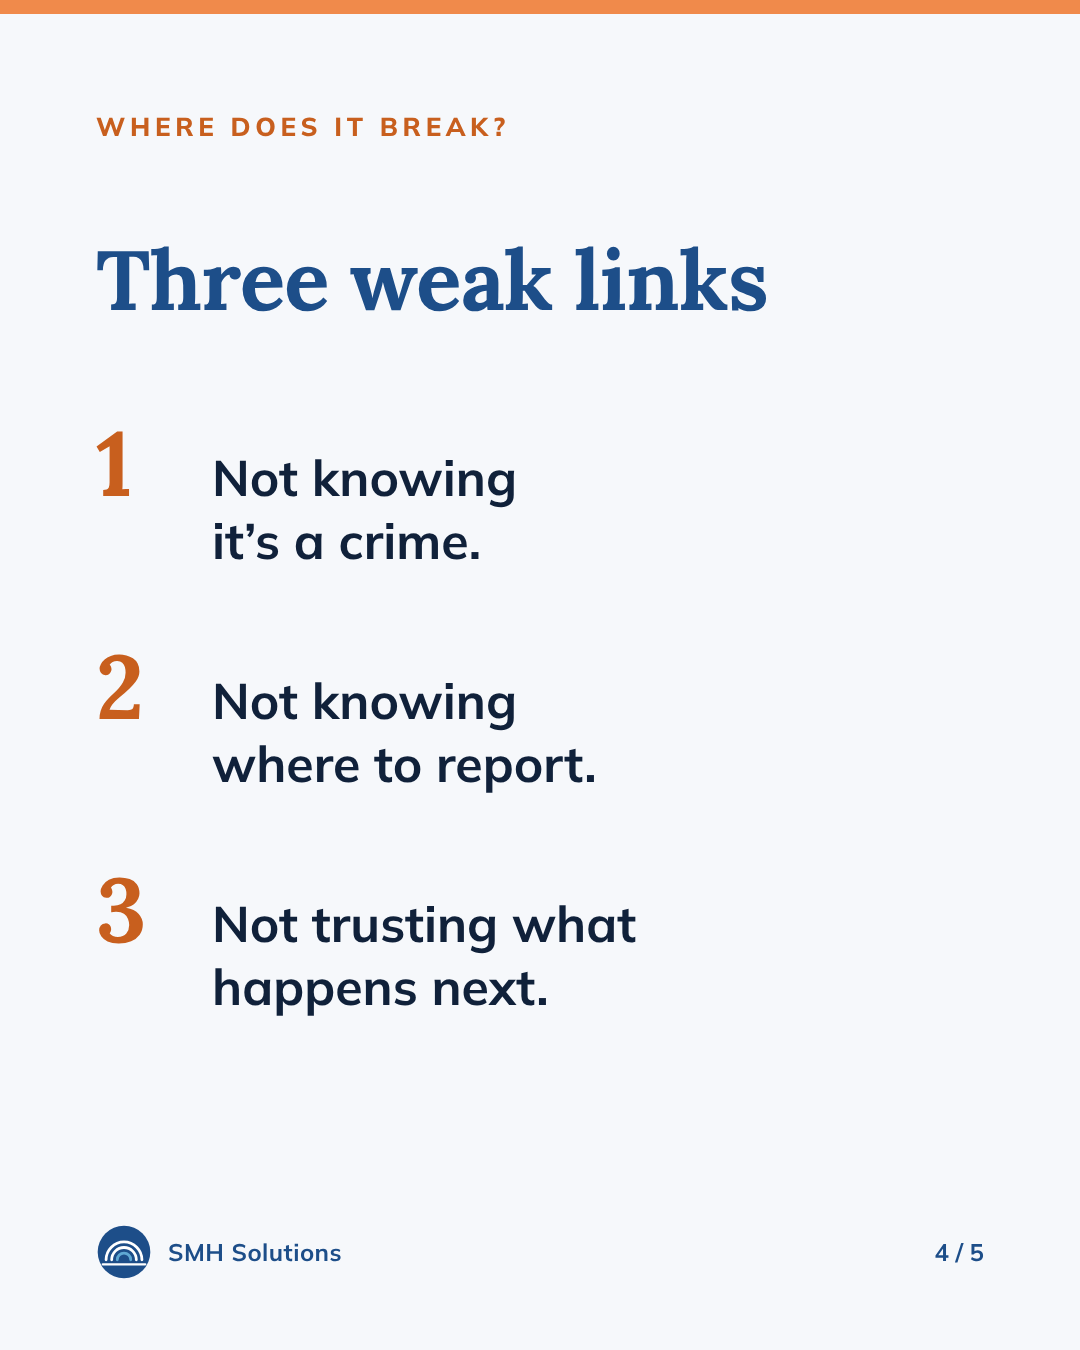 WHERE DOES IT BREAK?
Three weak links
1
Not knowing
it’s a crime.
2
Not knowing
where to report.
3
Not trusting what
happens next.
SMH Solutions
4 / 5